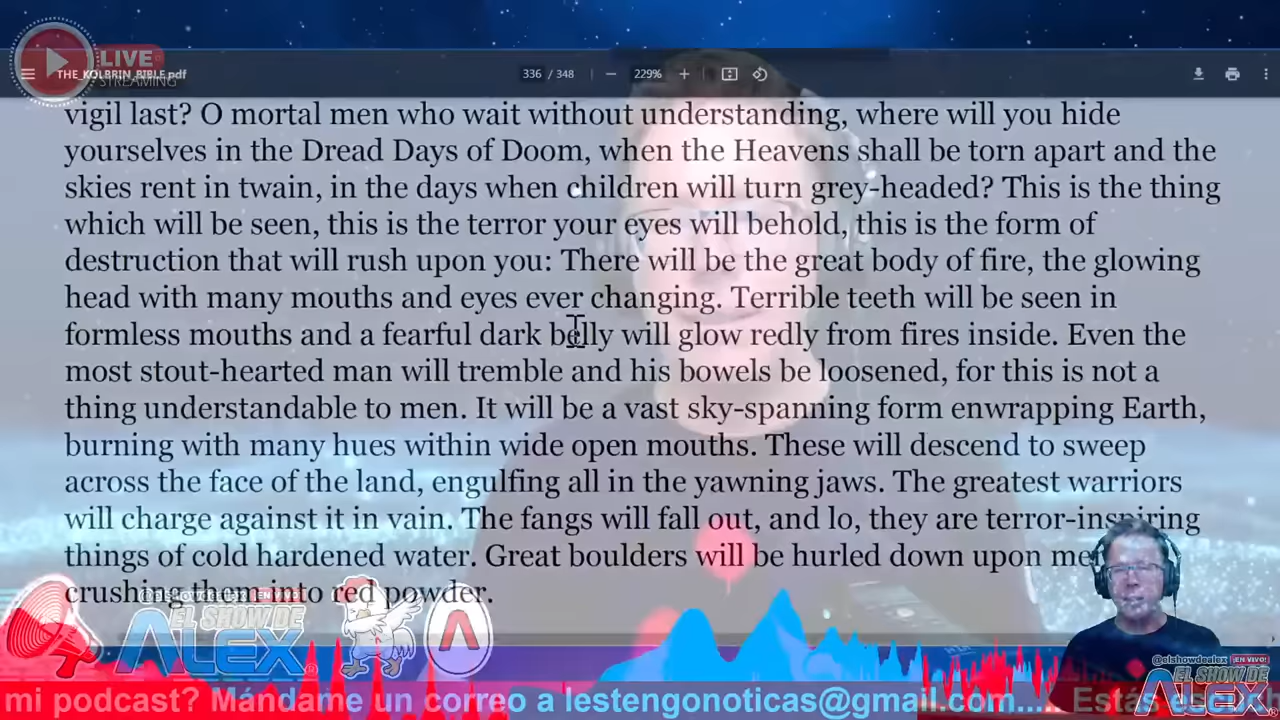 LIVE
STREAMING
THE_KOLBRIN_BIBLE.pdf
336 / 348
229%
vigil last? O mortal men who wait without understanding, where will you hide
yourselves in the Dread Days of Doom, when the Heavens shall be torn apart and the
skies rent in twain, in the days when children will turn grey-headed? This is the thing
which will be seen, this is the terror your eyes will behold, this is the form of
destruction that will rush upon you: There will be the great body of fire, the glowing
head with many mouths and eyes ever changing. Terrible teeth will be seen in
formless mouths and a fearful dark belly will glow redly from fires inside. Even the
most stout-hearted man will tremble and his bowels be loosened, for this is not a
thing understandable to men. It will be a vast sky-spanning form enwrapping Earth,
burning with many hues within wide open mouths. These will descend to sweep
across the face of the land, engulfing all in the yawning jaws. The greatest warriors
will charge against it in vain. The fangs will fall out, and lo, they are terror-inspiring
things of cold hardened water. Great boulders will be hurled down upon me
crushing them into red powder.
@elshowdealex ¡EN VIVO!
EL SHOW DE
ALEX
@elshowdealex ¡EN VIVO!
EL SHOW DE
ALEX
mi podcast? Mándame un correo a lestengonoticas@gmail.com..... Estás